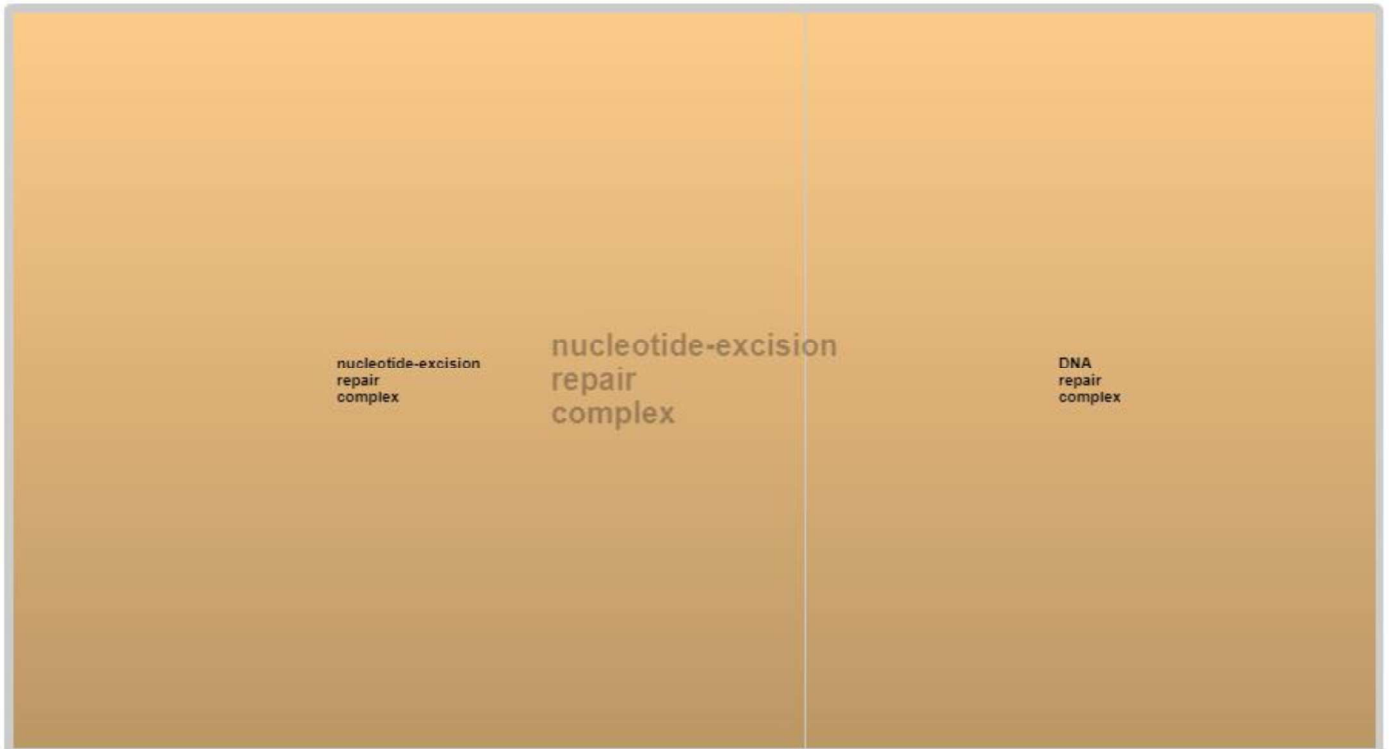 nucleotide-excision
repair
complex
nucleotide-excision
repair
complex
DNA
repair
complex